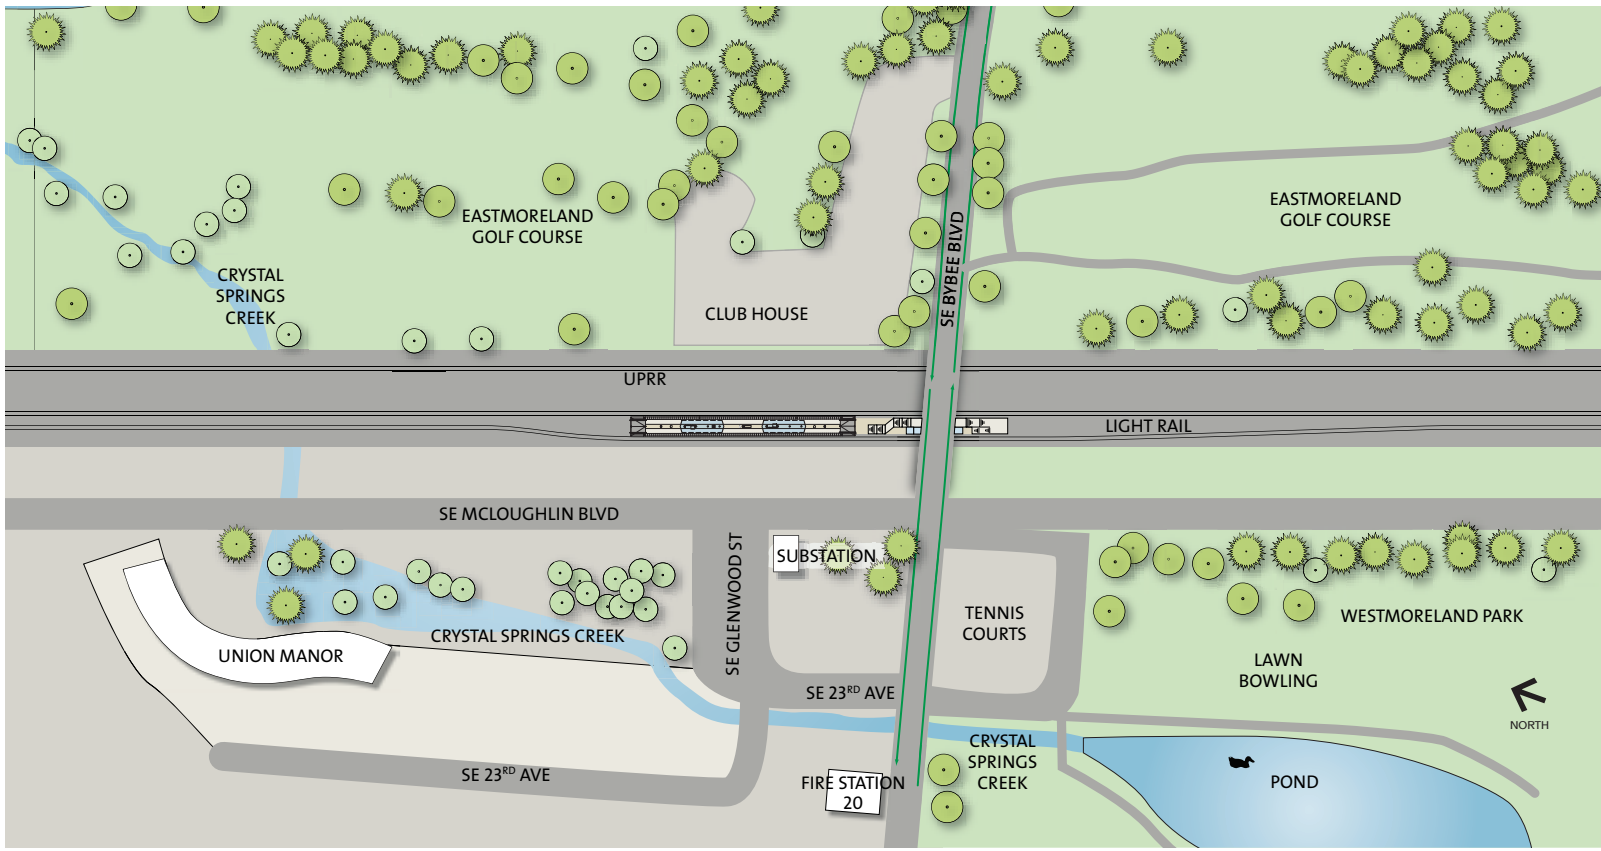 EASTMORELAND
GOLF COURSE
EASTMORELAND
GOLF COURSE
CRYSTAL
SPRINGS
CREEK
CLUB HOUSE
SE BYBEE BLVD
UPRR
LIGHT RAIL
SE MCLOUGHLIN BLVD
SE GLENWOOD ST
SUBSTATION
TENNIS
COURTS
WESTMORELAND PARK
CRYSTAL SPRINGS CREEK
UNION MANOR
LAWN
BOWLING
SE 23RD AVE
NORTH
CRYSTAL
SPRINGS
CREEK
SE 23RD AVE
FIRE STATION
20
POND